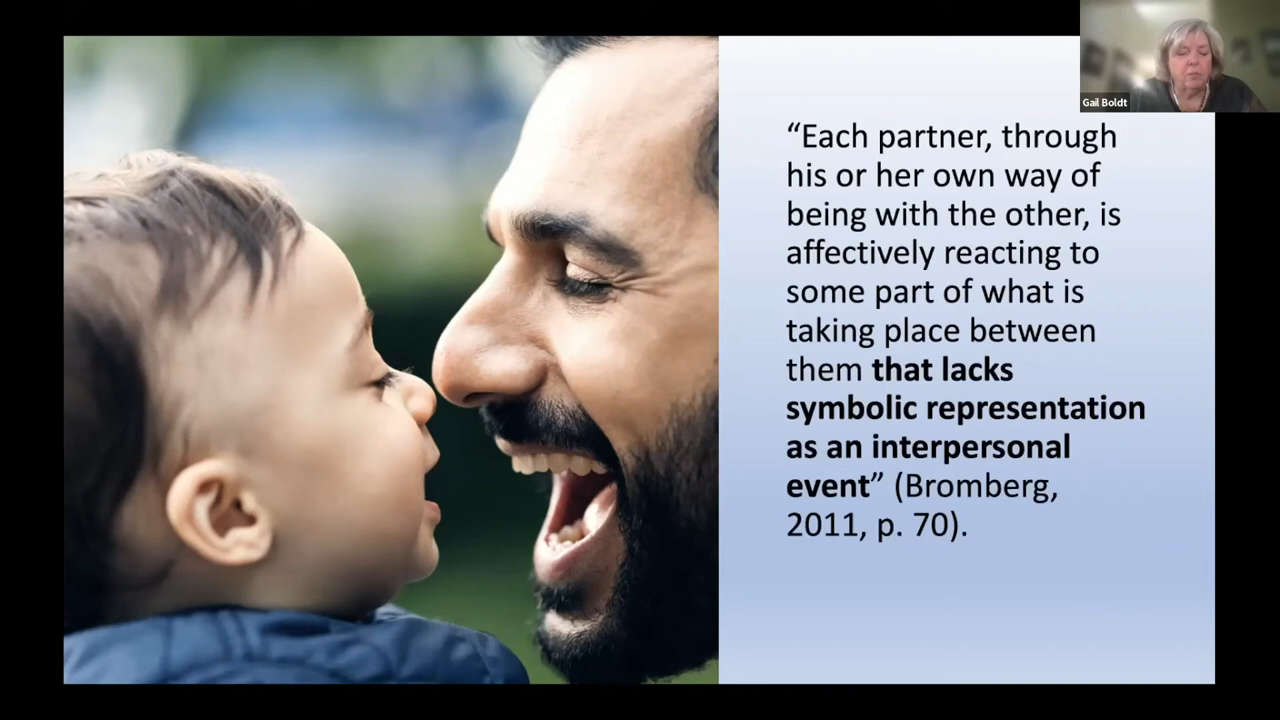 Gail Boldt
“Each partner, through
his or her own way of
being with the other, is
affectively reacting to
some part of what is
taking place between
them that lacks
symbolic representation
as an interpersonal
event” (Bromberg,
2011, p. 70).